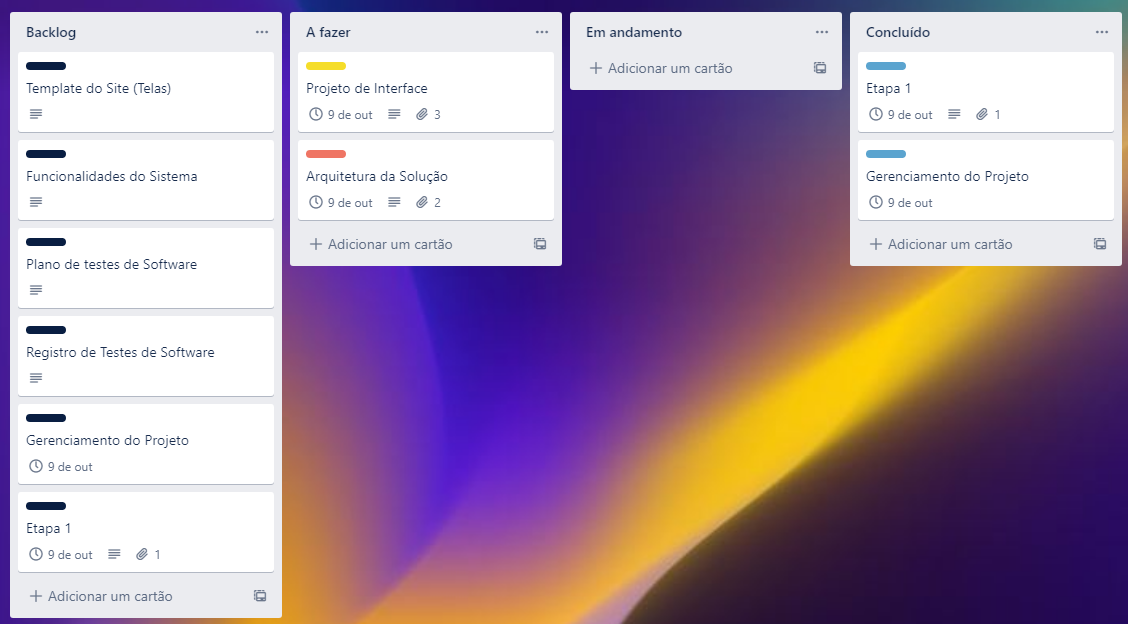 Backlog
Template do Site (Telas)
Funcionalidades do Sistema
Plano de testes de Software
Registro de Testes de Software
Gerenciamento do Projeto
9 de out
Etapa 1
9 de out 1
+ Adicionar um cartão
A fazer
Projeto de Interface
9 de out 3
Arquitetura da Solução
9 de out 2
+ Adicionar um cartão
Em andamento
+ Adicionar um cartão
Concluído
Etapa 1
9 de out 1
Gerenciamento do Projeto
9 de out
+ Adicionar um cartão